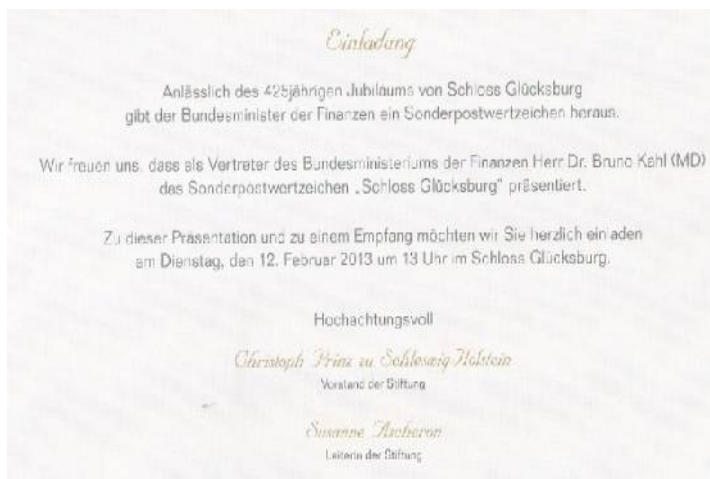 Einladung
Anlässlich des 425jährigen Jubiläums von Schloss Glücksburg
gibt der Bundesminister der Finanzen ein Sonderpostwertzeichen heraus.
Wir freuen uns, dass als Vertreter des Bundesministeriums der Finanzen Herr Dr. Bruno Kahl (MD)
das Sonderpostwertzeichen „Schloss Glücksburg" präsentiert.
Zu dieser Präsentation und zu einem Empfang möchten wir Sie herzlich einladen
am Dienstag, den 12. Februar 2013 um 13 Uhr im Schloss Glücksburg.
Hochachtungsvoll
Christoph Prinz zu Schleswig-Holstein
Vorstand der Stiftung
Susanne Ascheron
Leiterin der Stiftung